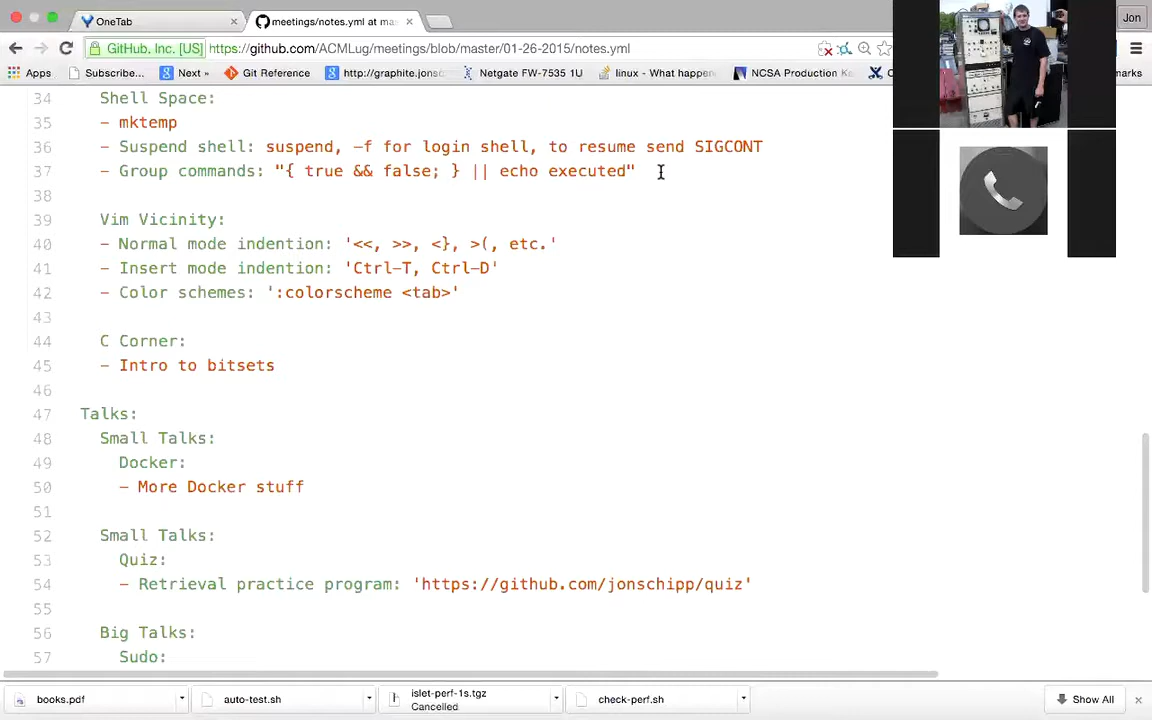 OneTab
meetings/notes.yml at mas
Jon
GitHub, Inc. [US]
https://github.com/ACMLug/meetings/blob/master/01-26-2015/notes.yml
Apps
Subscribe...
Next »
Git Reference
http://graphite.jons
Netgate FW-7535 1U
linux - What happen
NCSA Production K
marks
34 Shell Space:
35 - mktemp
36 - Suspend shell: suspend, -f for login shell, to resume send SIGCONT
37 - Group commands: "{ true && false; } || echo executed"
38
39 Vim Vicinity:
40 - Normal mode indention: '<<, >>, <}, >(, etc.'
41 - Insert mode indention: 'Ctrl-T, Ctrl-D'
42 - Color schemes: ':colorscheme <tab>'
43
44 C Corner:
45 - Intro to bitsets
46
47 Talks:
48 Small Talks:
49 Docker:
50 - More Docker stuff
51
52 Small Talks:
53 Quiz:
54 - Retrieval practice program: 'https://github.com/jonschipp/quiz'
55
56 Big Talks:
57 Sudo:
books.pdf
auto-test.sh
islet-perf-1s.tgz
Cancelled
check-perf.sh
Show All